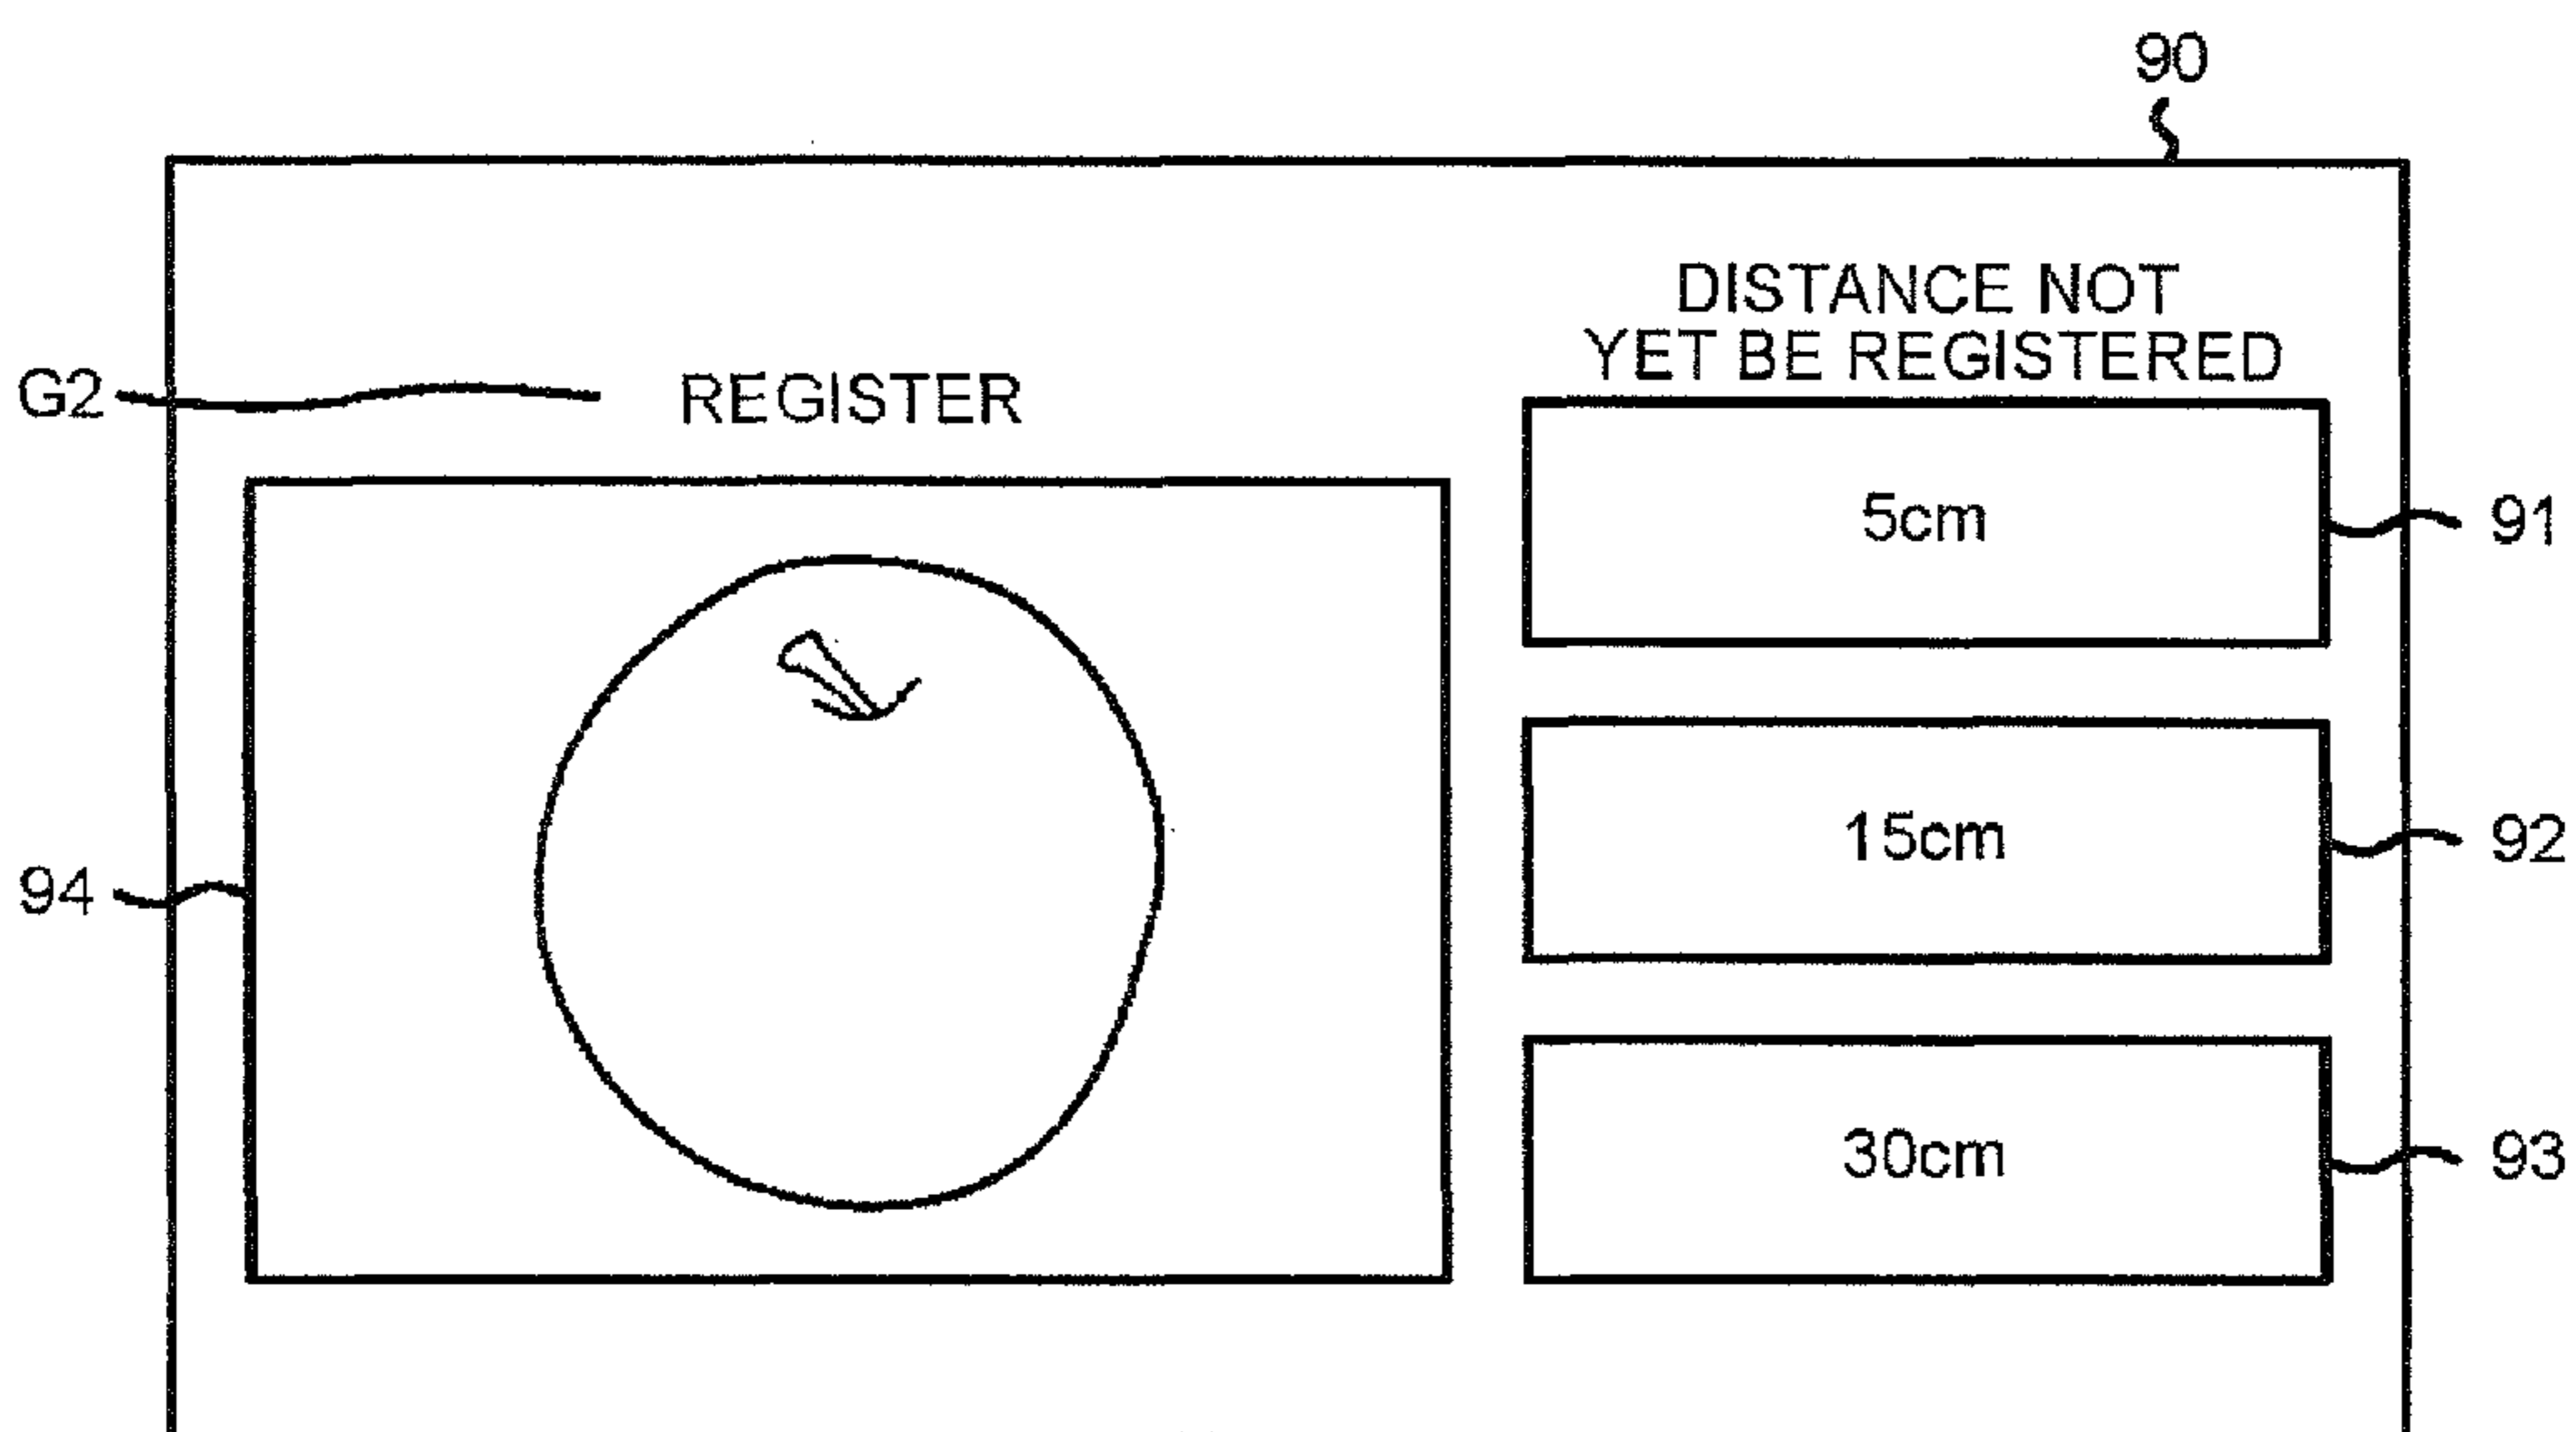 90
DISTANCE NOT
YET BE REGISTERED
G2
REGISTER
5cm
91
15cm
92
94
30cm
93